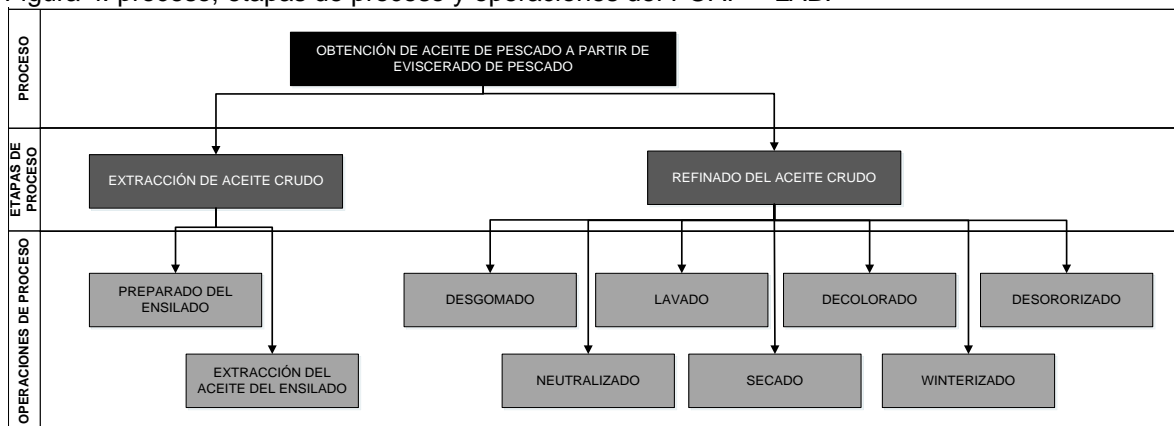 PROCESO
OBTENCIÓN DE ACEITE DE PESCADO A PARTIR DE
EVISCERADO DE PESCADO
ETAPAS DE
PROCESO
EXTRACCIÓN DE ACEITE CRUDO
REFINADO DEL ACEITE CRUDO
OPERACIONES DE PROCESO
PREPARADO DEL
ENSILADO
EXTRACCIÓN DEL
ACEITE DEL ENSILADO
DESGOMADO
LAVADO
DECOLORADO
DESORORIZADO
NEUTRALIZADO
SECADO
WINTERIZADO